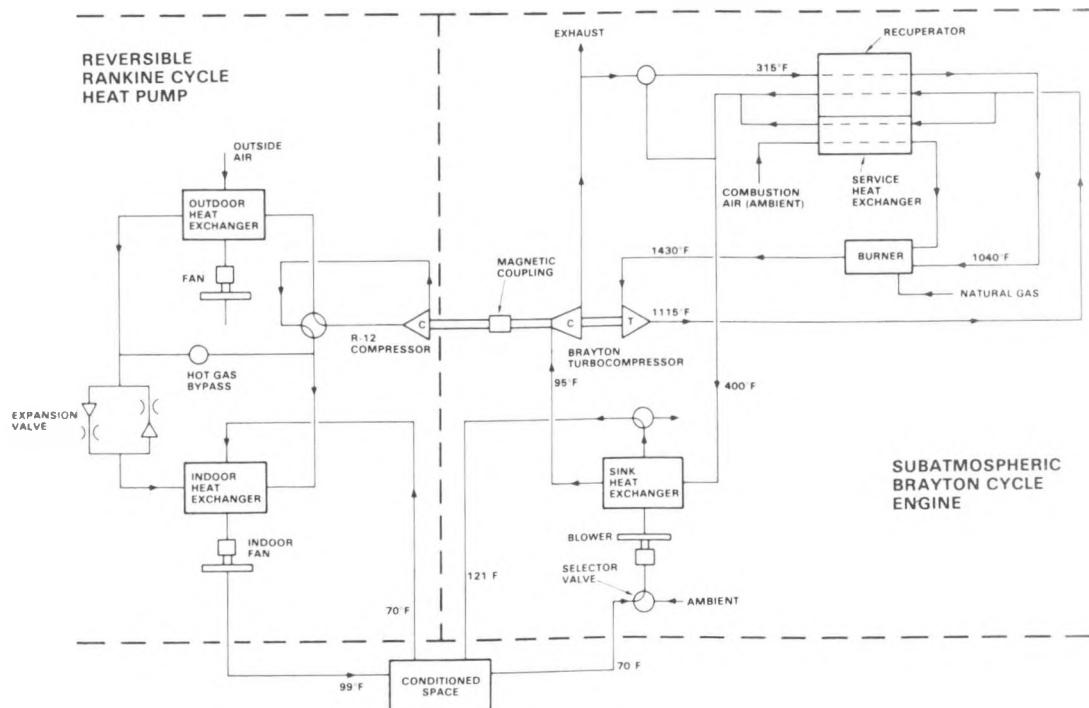 REVERSIBLE
RANKINE CYCLE
HEAT PUMP
OUTSIDE
AIR
OUTDOOR
HEAT
EXCHANGER
FAN
HOT GAS
BYPASS
EXPANSION
VALVE
INDOOR
HEAT
EXCHANGER
INDOOR
FAN
R-12
COMPRESSOR
C
MAGNETIC
COUPLING
EXHAUST
315°F
RECUPERATOR
COMBUSTION
AIR (AMBIENT)
SERVICE
HEAT
EXCHANGER
1430°F
BURNER
1040°F
NATURAL GAS
C
T
1115°F
BRAYTON
TURBOCOMPRESSOR
95°F
400°F
SINK
HEAT
EXCHANGER
BLOWER
SELECTOR
VALVE
AMBIENT
SUBATMOSPHERIC
BRAYTON CYCLE
ENGINE
121 F
70°F
70 F
99°F
CONDITIONED
SPACE